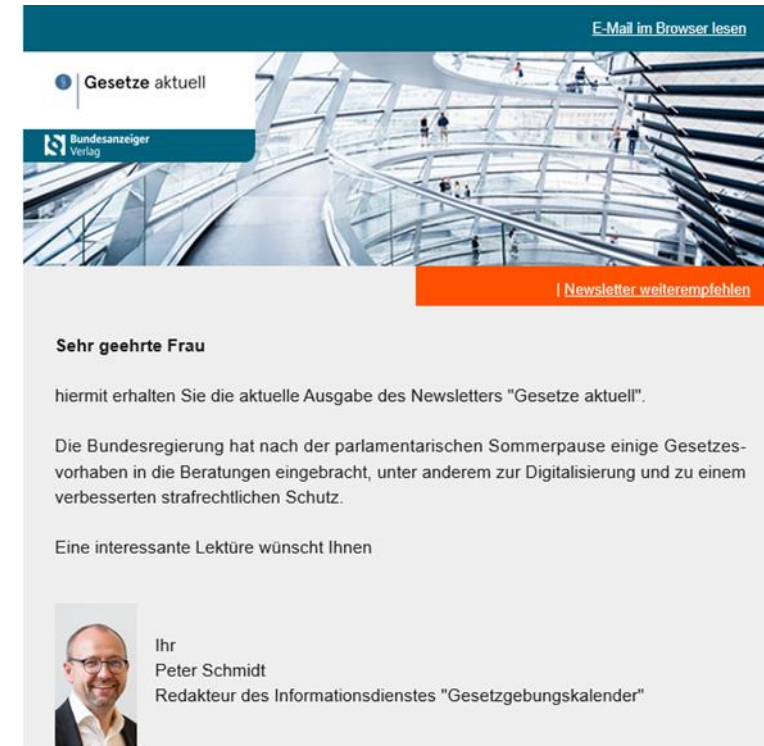 E-Mail im Browser lesen
Gesetze aktuell
Bundesanzeiger
Verlag
| Newsletter weiterempfehlen
Sehr geehrte Frau
hiermit erhalten Sie die aktuelle Ausgabe des Newsletters "Gesetze aktuell".
Die Bundesregierung hat nach der parlamentarischen Sommerpause einige Gesetzes-
vorhaben in die Beratungen eingebracht, unter anderem zur Digitalisierung und zu einem
verbesserten strafrechtlichen Schutz.
Eine interessante Lektüre wünscht Ihnen
Ihr
Peter Schmidt
Redakteur des Informationsdienstes "Gesetzgebungskalender"